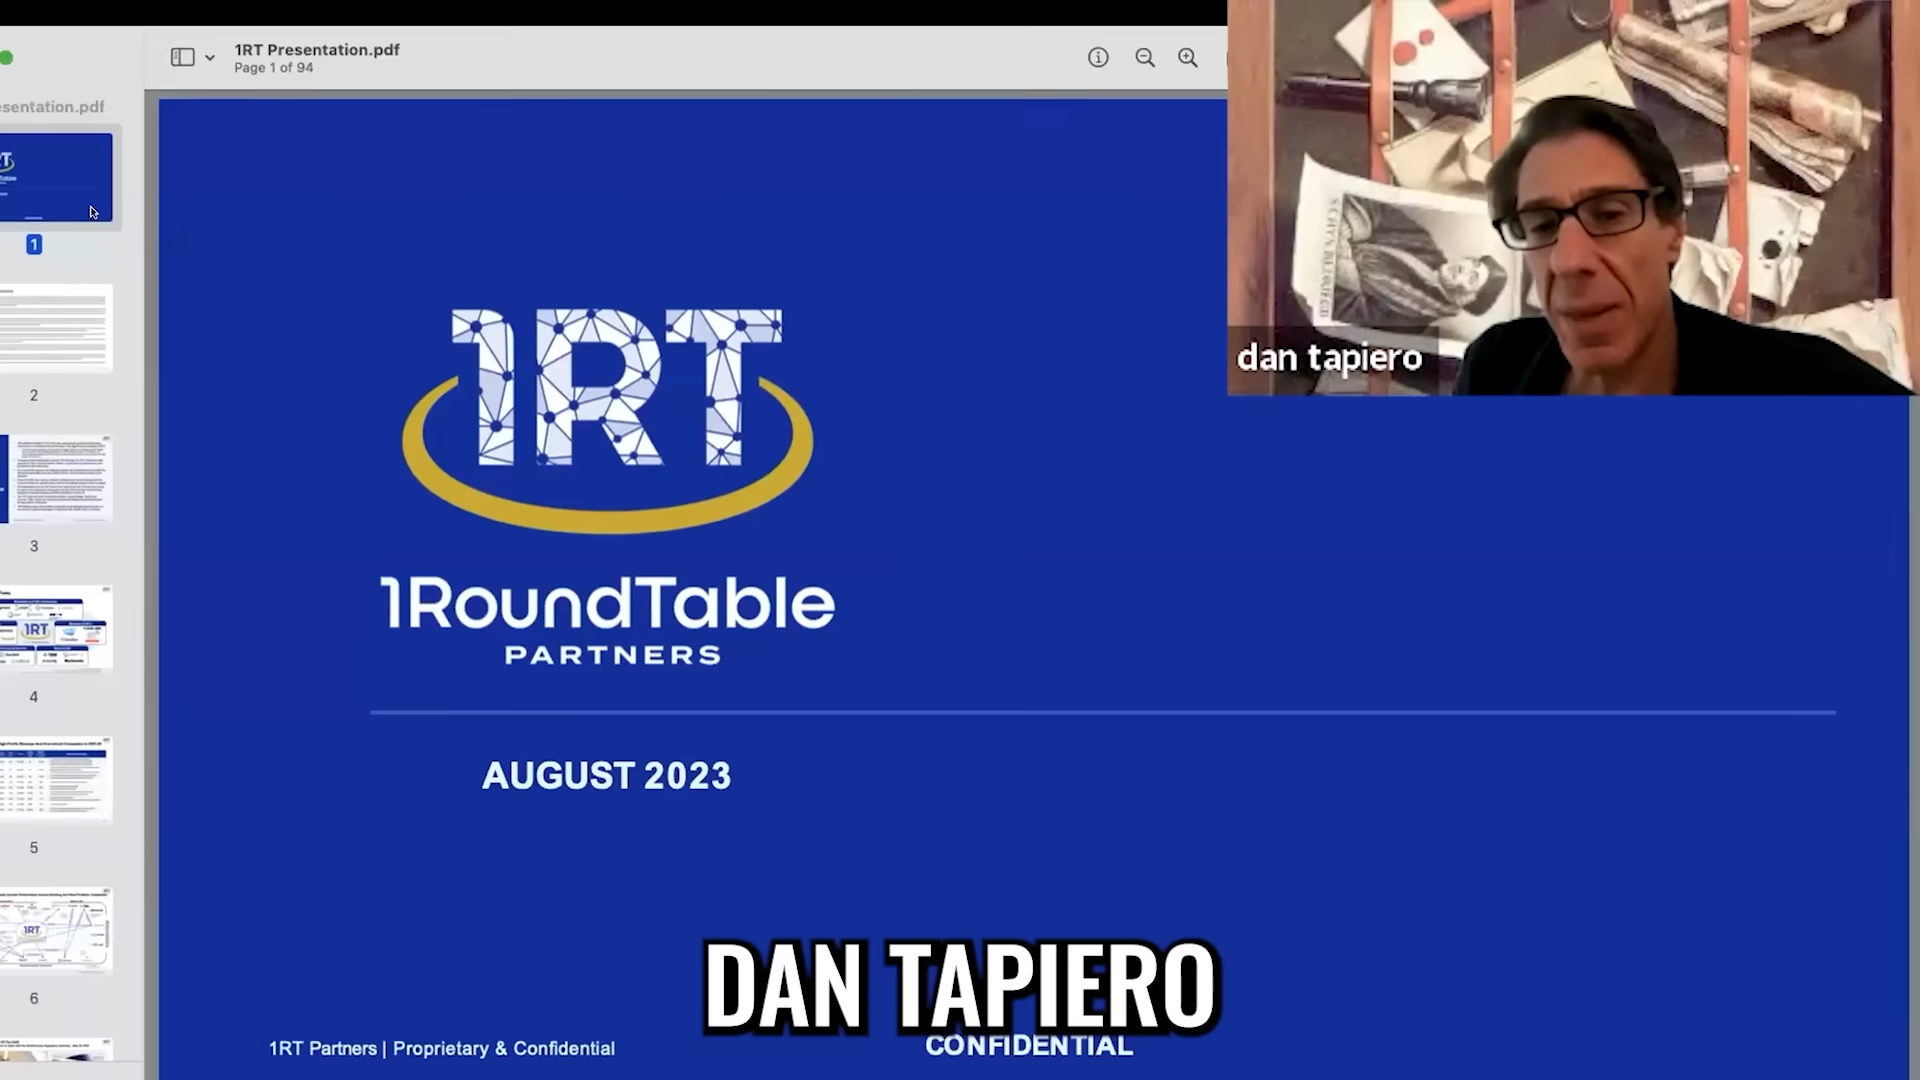 1RT Presentation.pdf
Page 1 of 94
esentation.pdf
1
2
3
4
5
6
1RT
1RoundTable
PARTNERS
AUGUST 2023
dan tapiero
DAN TAPIERO
1RT Partners | Proprietary & Confidential
CONFIDENTIAL